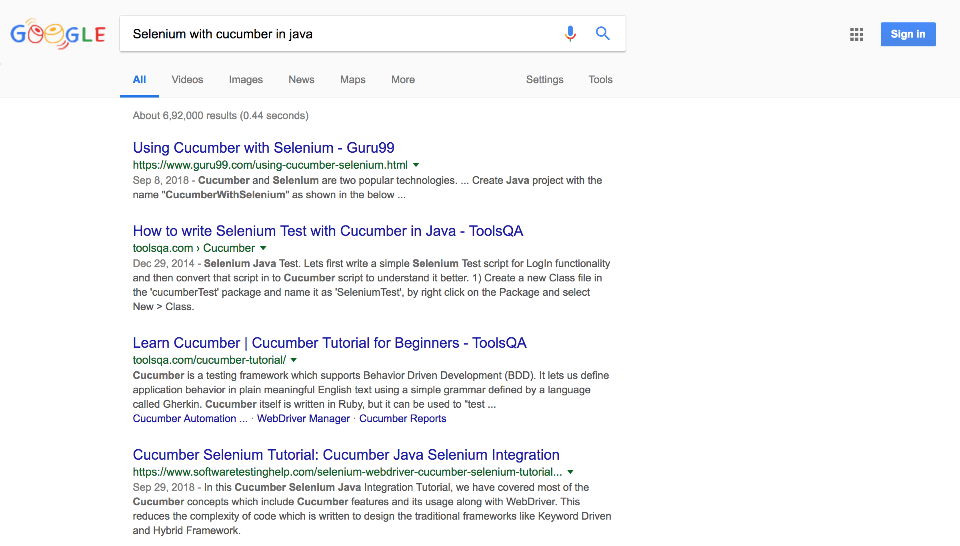 GOOGLE
Selenium with cucumber in java
Sign in
All Videos Images News Maps More Settings Tools
About 6,92,000 results (0.44 seconds)
Using Cucumber with Selenium - Guru99
https://www.guru99.com/using-cucumber-selenium.html
Sep 8, 2018 - Cucumber and Selenium are two popular technologies. ... Create Java project with the
name "CucumberWithSelenium" as shown in the below ...
How to write Selenium Test with Cucumber in Java - ToolsQA
toolsqa.com › Cucumber
Dec 29, 2014 - Selenium Java Test. Lets first write a simple Selenium Test script for LogIn functionality
and then convert that script in to Cucumber script to understand it better. 1) Create a new Class file in
the 'cucumberTest' package and name it as 'SeleniumTest', by right click on the Package and select
New > Class.
Learn Cucumber | Cucumber Tutorial for Beginners - ToolsQA
toolsqa.com/cucumber-tutorial/
Cucumber is a testing framework which supports Behavior Driven Development (BDD). It lets us define
application behavior in plain meaningful English text using a simple grammar defined by a language
called Gherkin. Cucumber itself is written in Ruby, but it can be used to "test ...
Cucumber Automation ... · WebDriver Manager · Cucumber Reports
Cucumber Selenium Tutorial: Cucumber Java Selenium Integration
https://www.softwaretestinghelp.com/selenium-webdriver-cucumber-selenium-tutorial...
Sep 29, 2018 - In this Cucumber Selenium Java Integration Tutorial, we have covered most of the
Cucumber concepts which include Cucumber features and its usage along with WebDriver. This
reduces the complexity of code which is written to design the traditional frameworks like Keyword Driven
and Hybrid Framework.